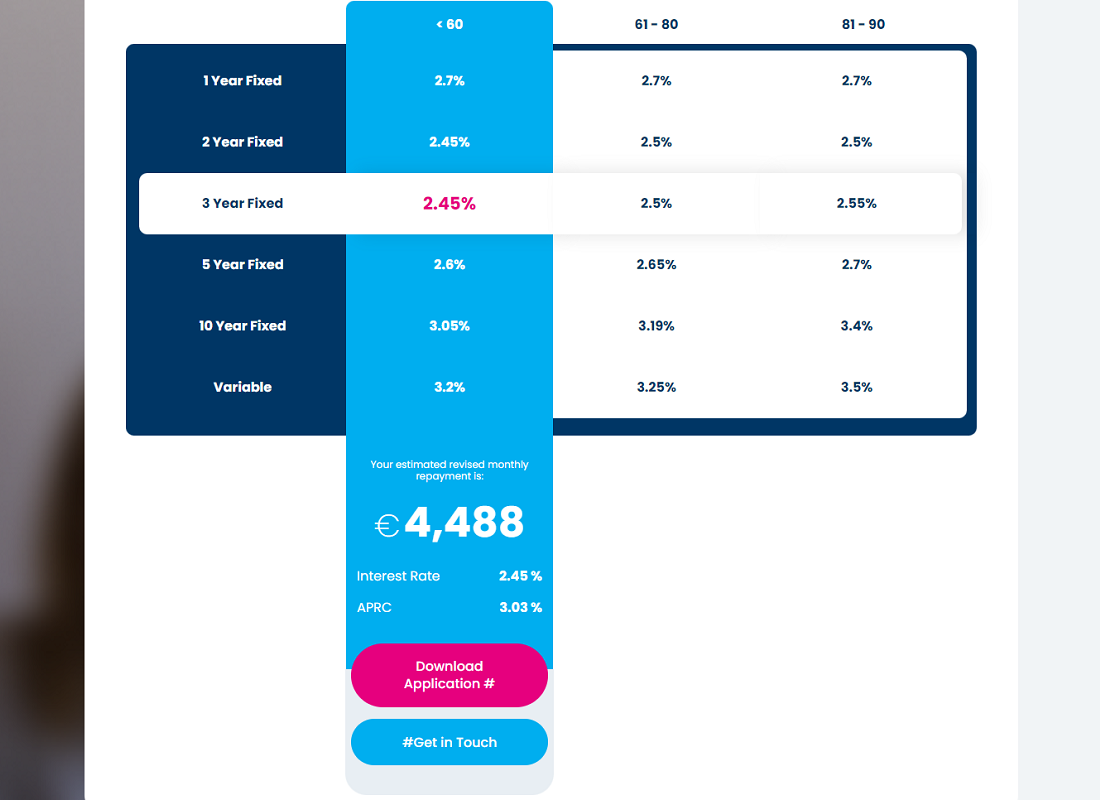 < 60 61 - 80 81 - 90
1 Year Fixed 2.7% 2.7% 2.7%
2 Year Fixed 2.45% 2.5% 2.5%
3 Year Fixed 2.45% 2.5% 2.55%
5 Year Fixed 2.6% 2.65% 2.7%
10 Year Fixed 3.05% 3.19% 3.4%
Variable 3.2% 3.25% 3.5%
Your estimated revised monthly
repayment is:
€4,488
Interest Rate 2.45 %
APRC 3.03 %
Download
Application #
#Get in Touch